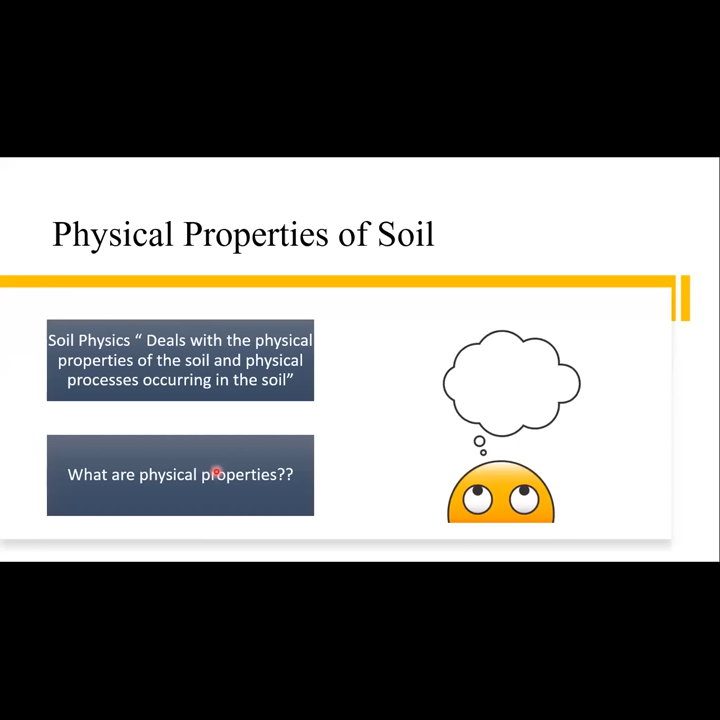 Physical Properties of Soil
Soil Physics “ Deals with the physical
properties of the soil and physical
processes occurring in the soil”
What are physical properties??